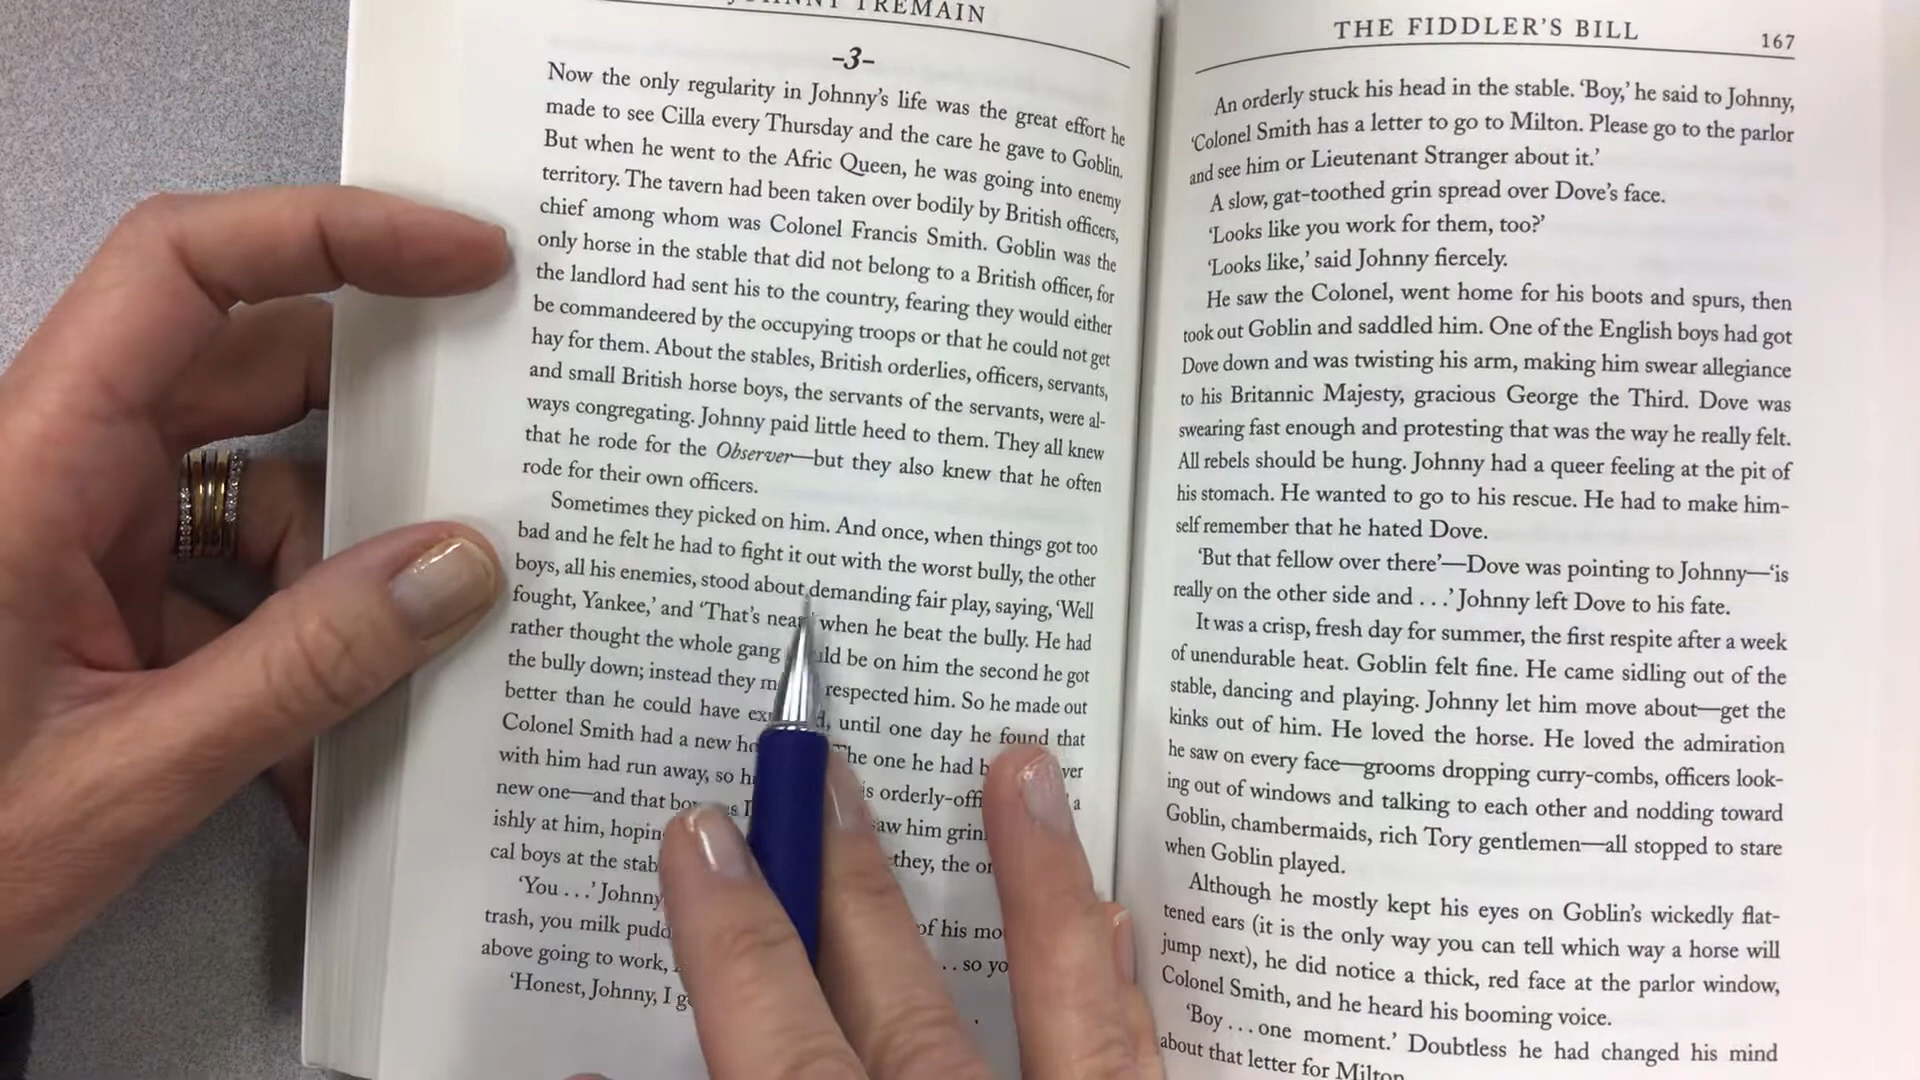 JOHNNY TREMAIN
-3-
Now the only regularity in Johnny's life was the great effort he
made to see Cilla every Thursday and the care he gave to Goblin.
But when he went to the Afric Queen, he was going into enemy
territory. The tavern had been taken over bodily by British officers,
chief among whom was Colonel Francis Smith. Goblin was the
only horse in the stable that did not belong to a British officer, for
the landlord had sent his to the country, fearing they would either
be commandeered by the occupying troops or that he could not get
hay for them. About the stables, British orderlies, officers, servants,
and small British horse boys, the servants of the servants, were al-
ways congregating. Johnny paid little heed to them. They all knew
that he rode for the Observer—but they also knew that he often
rode for their own officers.
Sometimes they picked on him. And once, when things got too
bad and he felt he had to fight it out with the worst bully, the other
boys, all his enemies, stood about demanding fair play, saying, 'Well
fought, Yankee,' and 'That's neat' when he beat the bully. He had
rather thought the whole gang would be on him the second he got
the bully down; instead they respected him. So he made out
better than he could have , until one day he found that
Colonel Smith had a new The one he had
with him had run away, so his orderly-off a
new one—and that boy saw him grin
ishly at him, hoping they, the
cal boys at the
'You . . .' Johnny of his
trash, you milk . . so
above going to work,
'Honest, Johnny, I
THE FIDDLER'S BILL 167
An orderly stuck his head in the stable. 'Boy,' he said to Johnny,
'Colonel Smith has a letter to go to Milton. Please go to the parlor
and see him or Lieutenant Stranger about it.'
A slow, gat-toothed grin spread over Dove's face.
'Looks like you work for them, too?'
'Looks like,' said Johnny fiercely.
He saw the Colonel, went home for his boots and spurs, then
took out Goblin and saddled him. One of the English boys had got
Dove down and was twisting his arm, making him swear allegiance
to his Britannic Majesty, gracious George the Third. Dove was
swearing fast enough and protesting that was the way he really felt.
All rebels should be hung. Johnny had a queer feeling at the pit of
his stomach. He wanted to go to his rescue. He had to make him-
self remember that he hated Dove.
'But that fellow over there'—Dove was pointing to Johnny—'is
really on the other side and . . .' Johnny left Dove to his fate.
It was a crisp, fresh day for summer, the first respite after a week
of unendurable heat. Goblin felt fine. He came sidling out of the
stable, dancing and playing. Johnny let him move about—get the
kinks out of him. He loved the horse. He loved the admiration
he saw on every face—grooms dropping curry-combs, officers look-
ing out of windows and talking to each other and nodding toward
Goblin, chambermaids, rich Tory gentlemen—all stopped to stare
when Goblin played.
Although he mostly kept his eyes on Goblin's wickedly flat-
tened ears (it is the only way you can tell which way a horse will
jump next), he did notice a thick, red face at the parlor window,
Colonel Smith, and he heard his booming voice.
'Boy . . . one moment.' Doubtless he had changed his mind
about that letter for Milton.